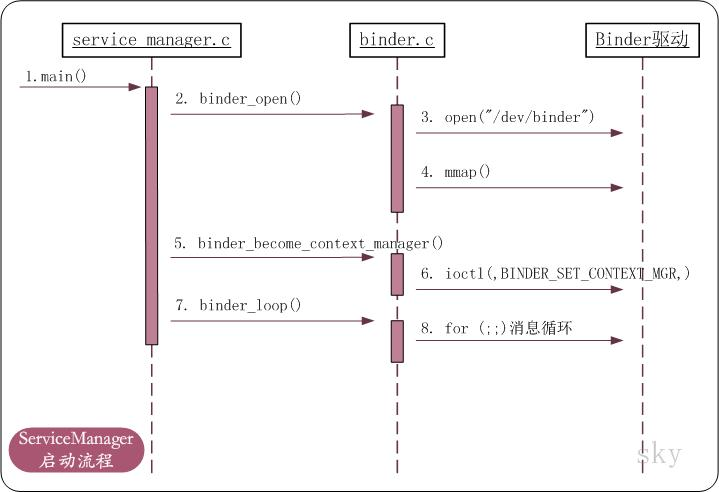 service manager.c
binder.c
Binder驱动
1.main()
2. binder_open()
3. open("/dev/binder")
4. mmap()
5. binder_become_context_manager()
6. ioctl(,BINDER_SET_CONTEXT_MGR,)
7. binder_loop()
8. for (;;)消息循环
ServiceManager
启动流程
sky